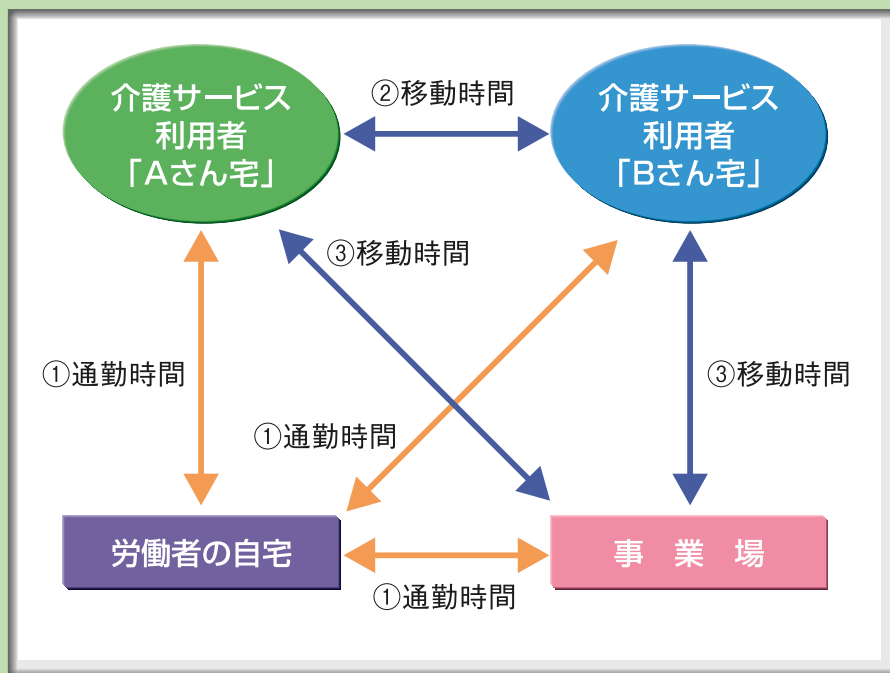 介護サービス
利用者
「Aさん宅」
②移動時間
介護サービス
利用者
「Bさん宅」
③移動時間
①通勤時間
③移動時間
①通勤時間
労働者の自宅
事 業 場
①通勤時間